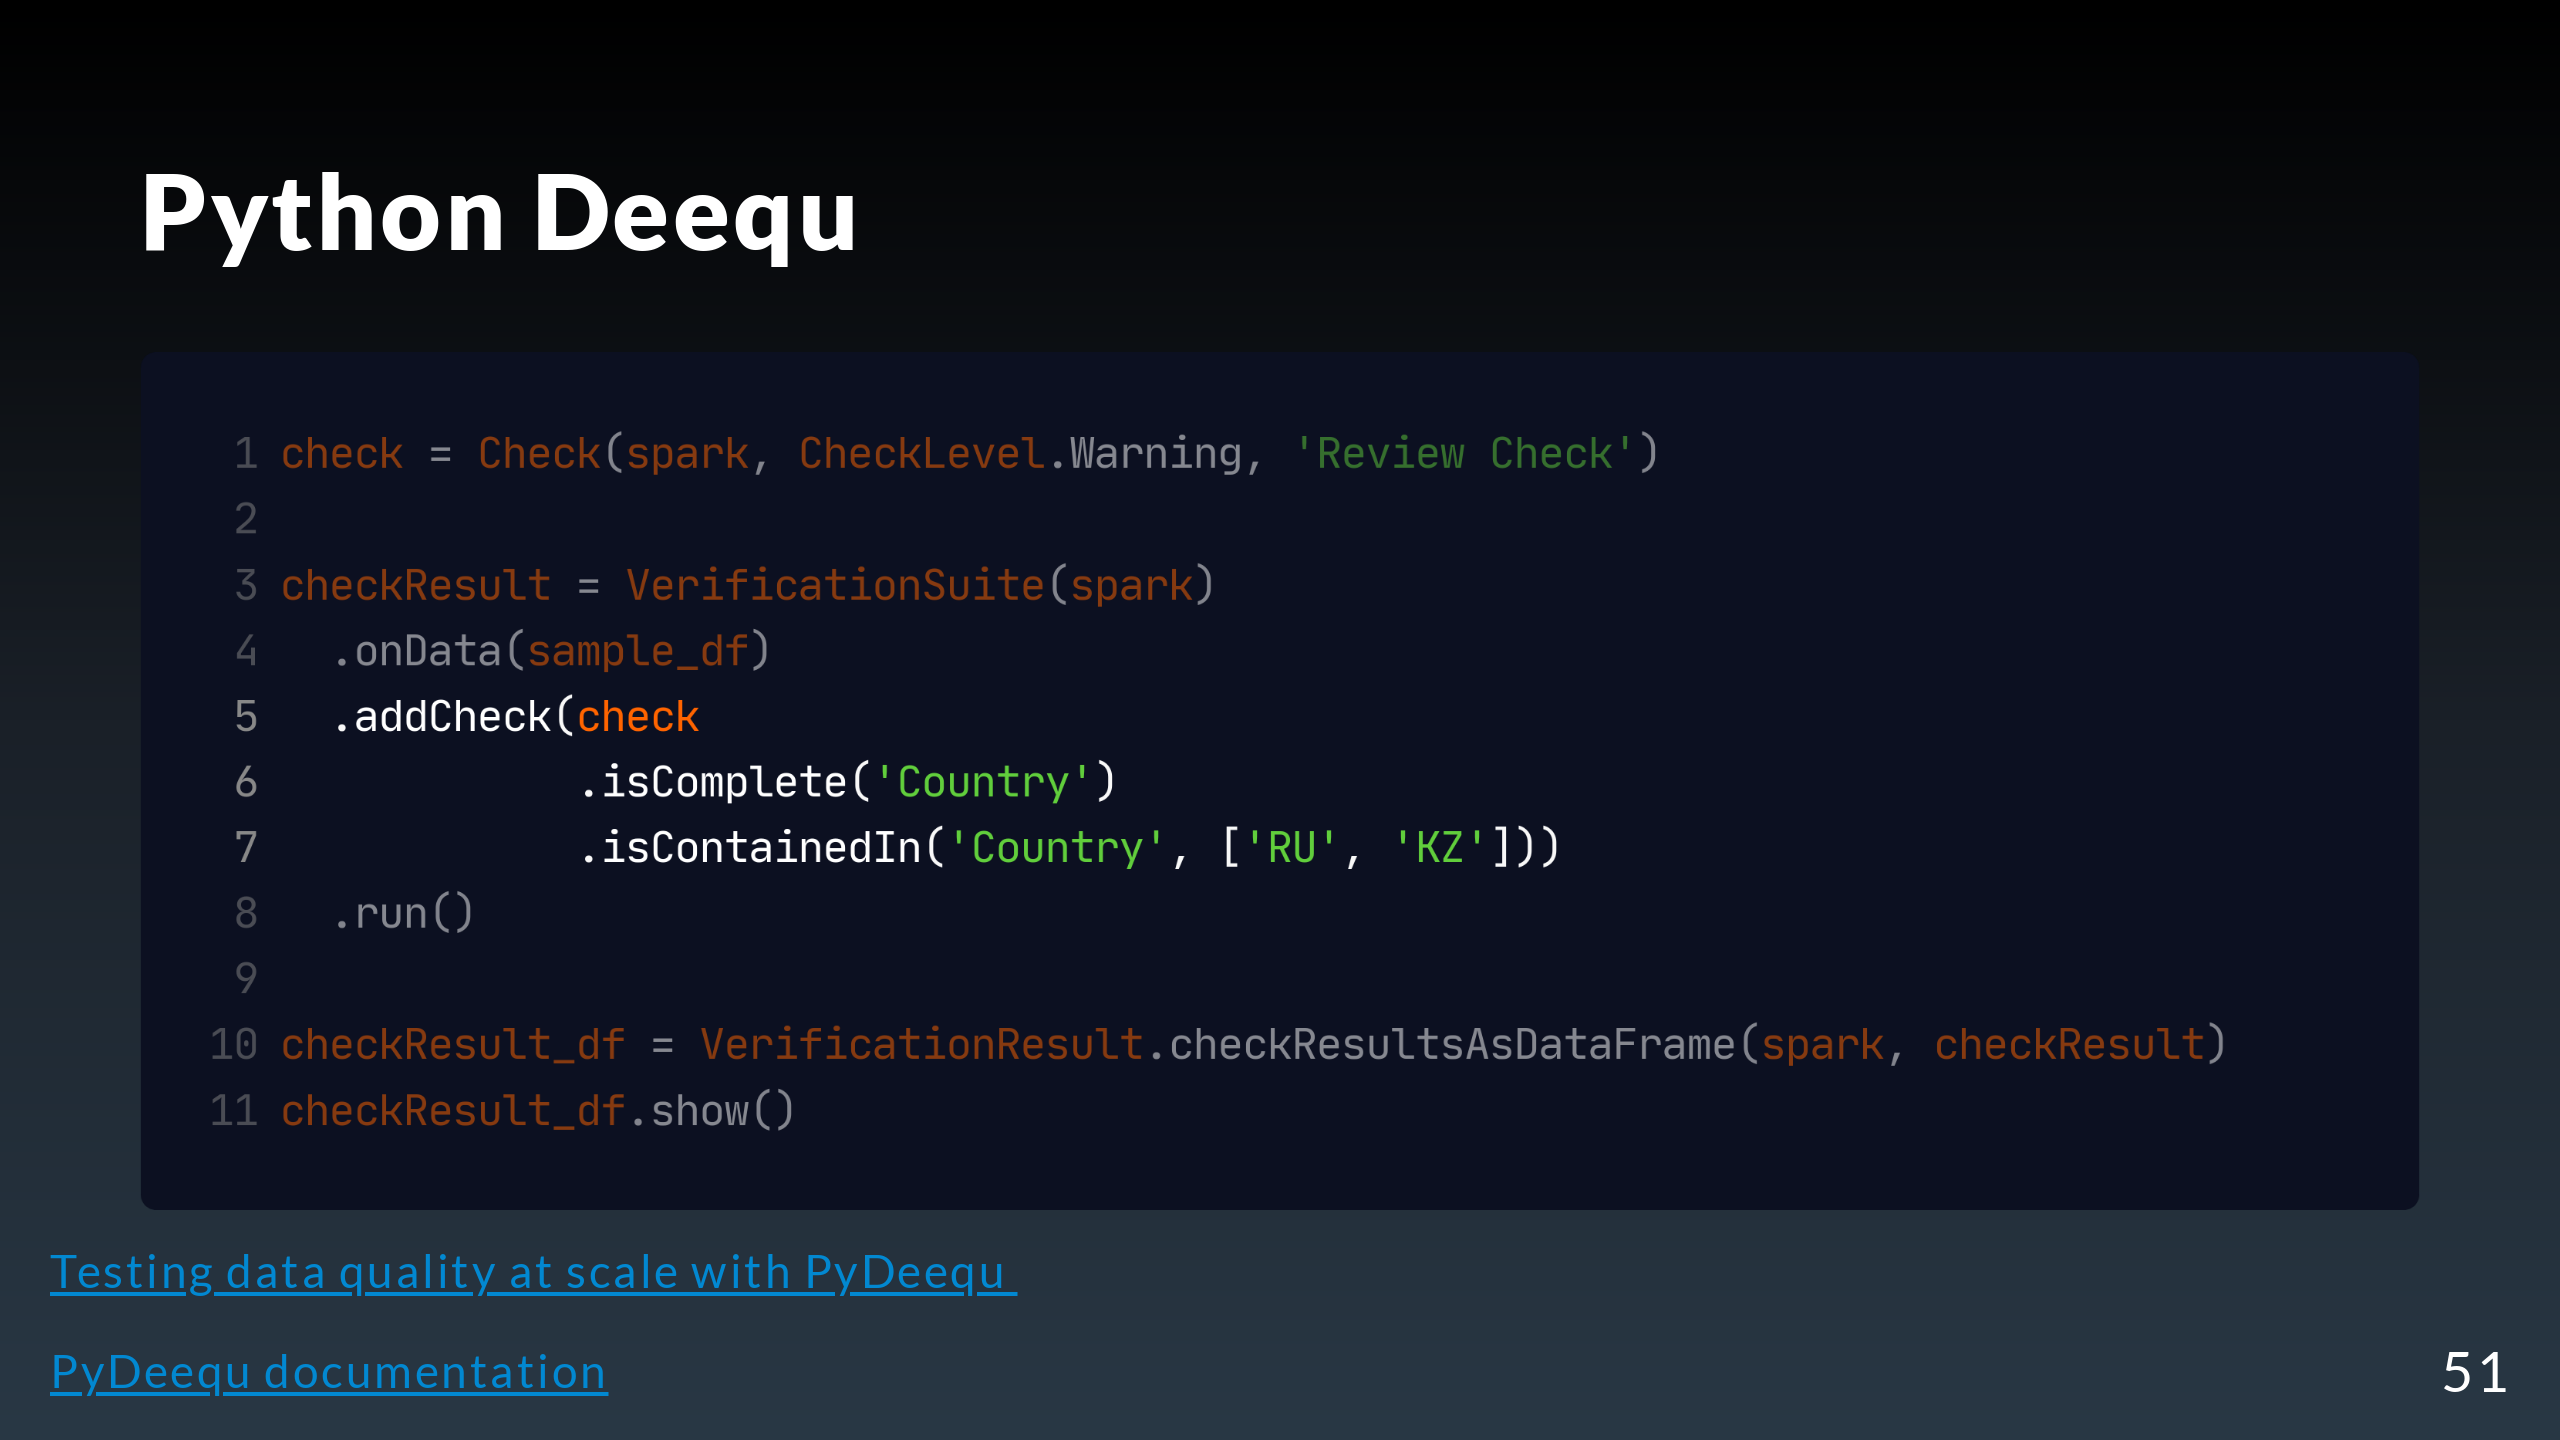 Python Deequ
1 check = Check(spark, CheckLevel.Warning, 'Review Check')
2
3 checkResult = VerificationSuite(spark)
4   .onData(sample_df)
5   .addCheck(check
6             .isComplete('Country')
7             .isContainedIn('Country', ['RU', 'KZ']))
8   .run()
9
10 checkResult_df = VerificationResult.checkResultsAsDataFrame(spark, checkResult)
11 checkResult_df.show()
Testing data quality at scale with PyDeequ
PyDeequ documentation
51